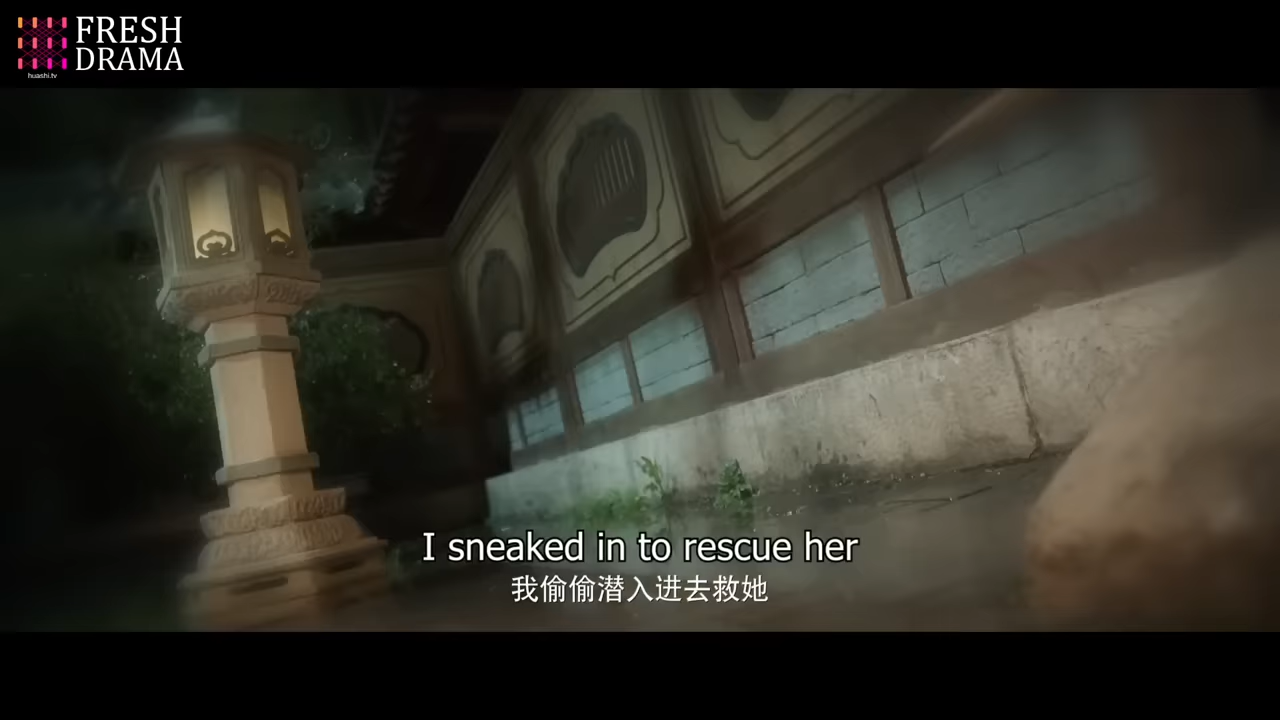 FRESH
DRAMA
huashi.tv
I sneaked in to rescue her
我偷偷潜入进去救她